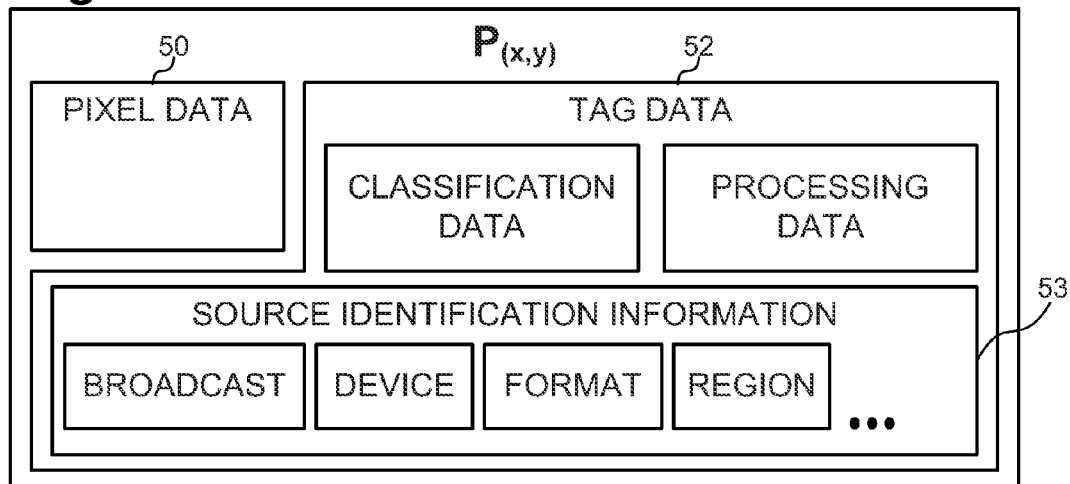 P(x,y)
50
52
PIXEL DATA
TAG DATA
CLASSIFICATION
DATA
PROCESSING
DATA
53
SOURCE IDENTIFICATION INFORMATION
BROADCAST
DEVICE
FORMAT
REGION
•••